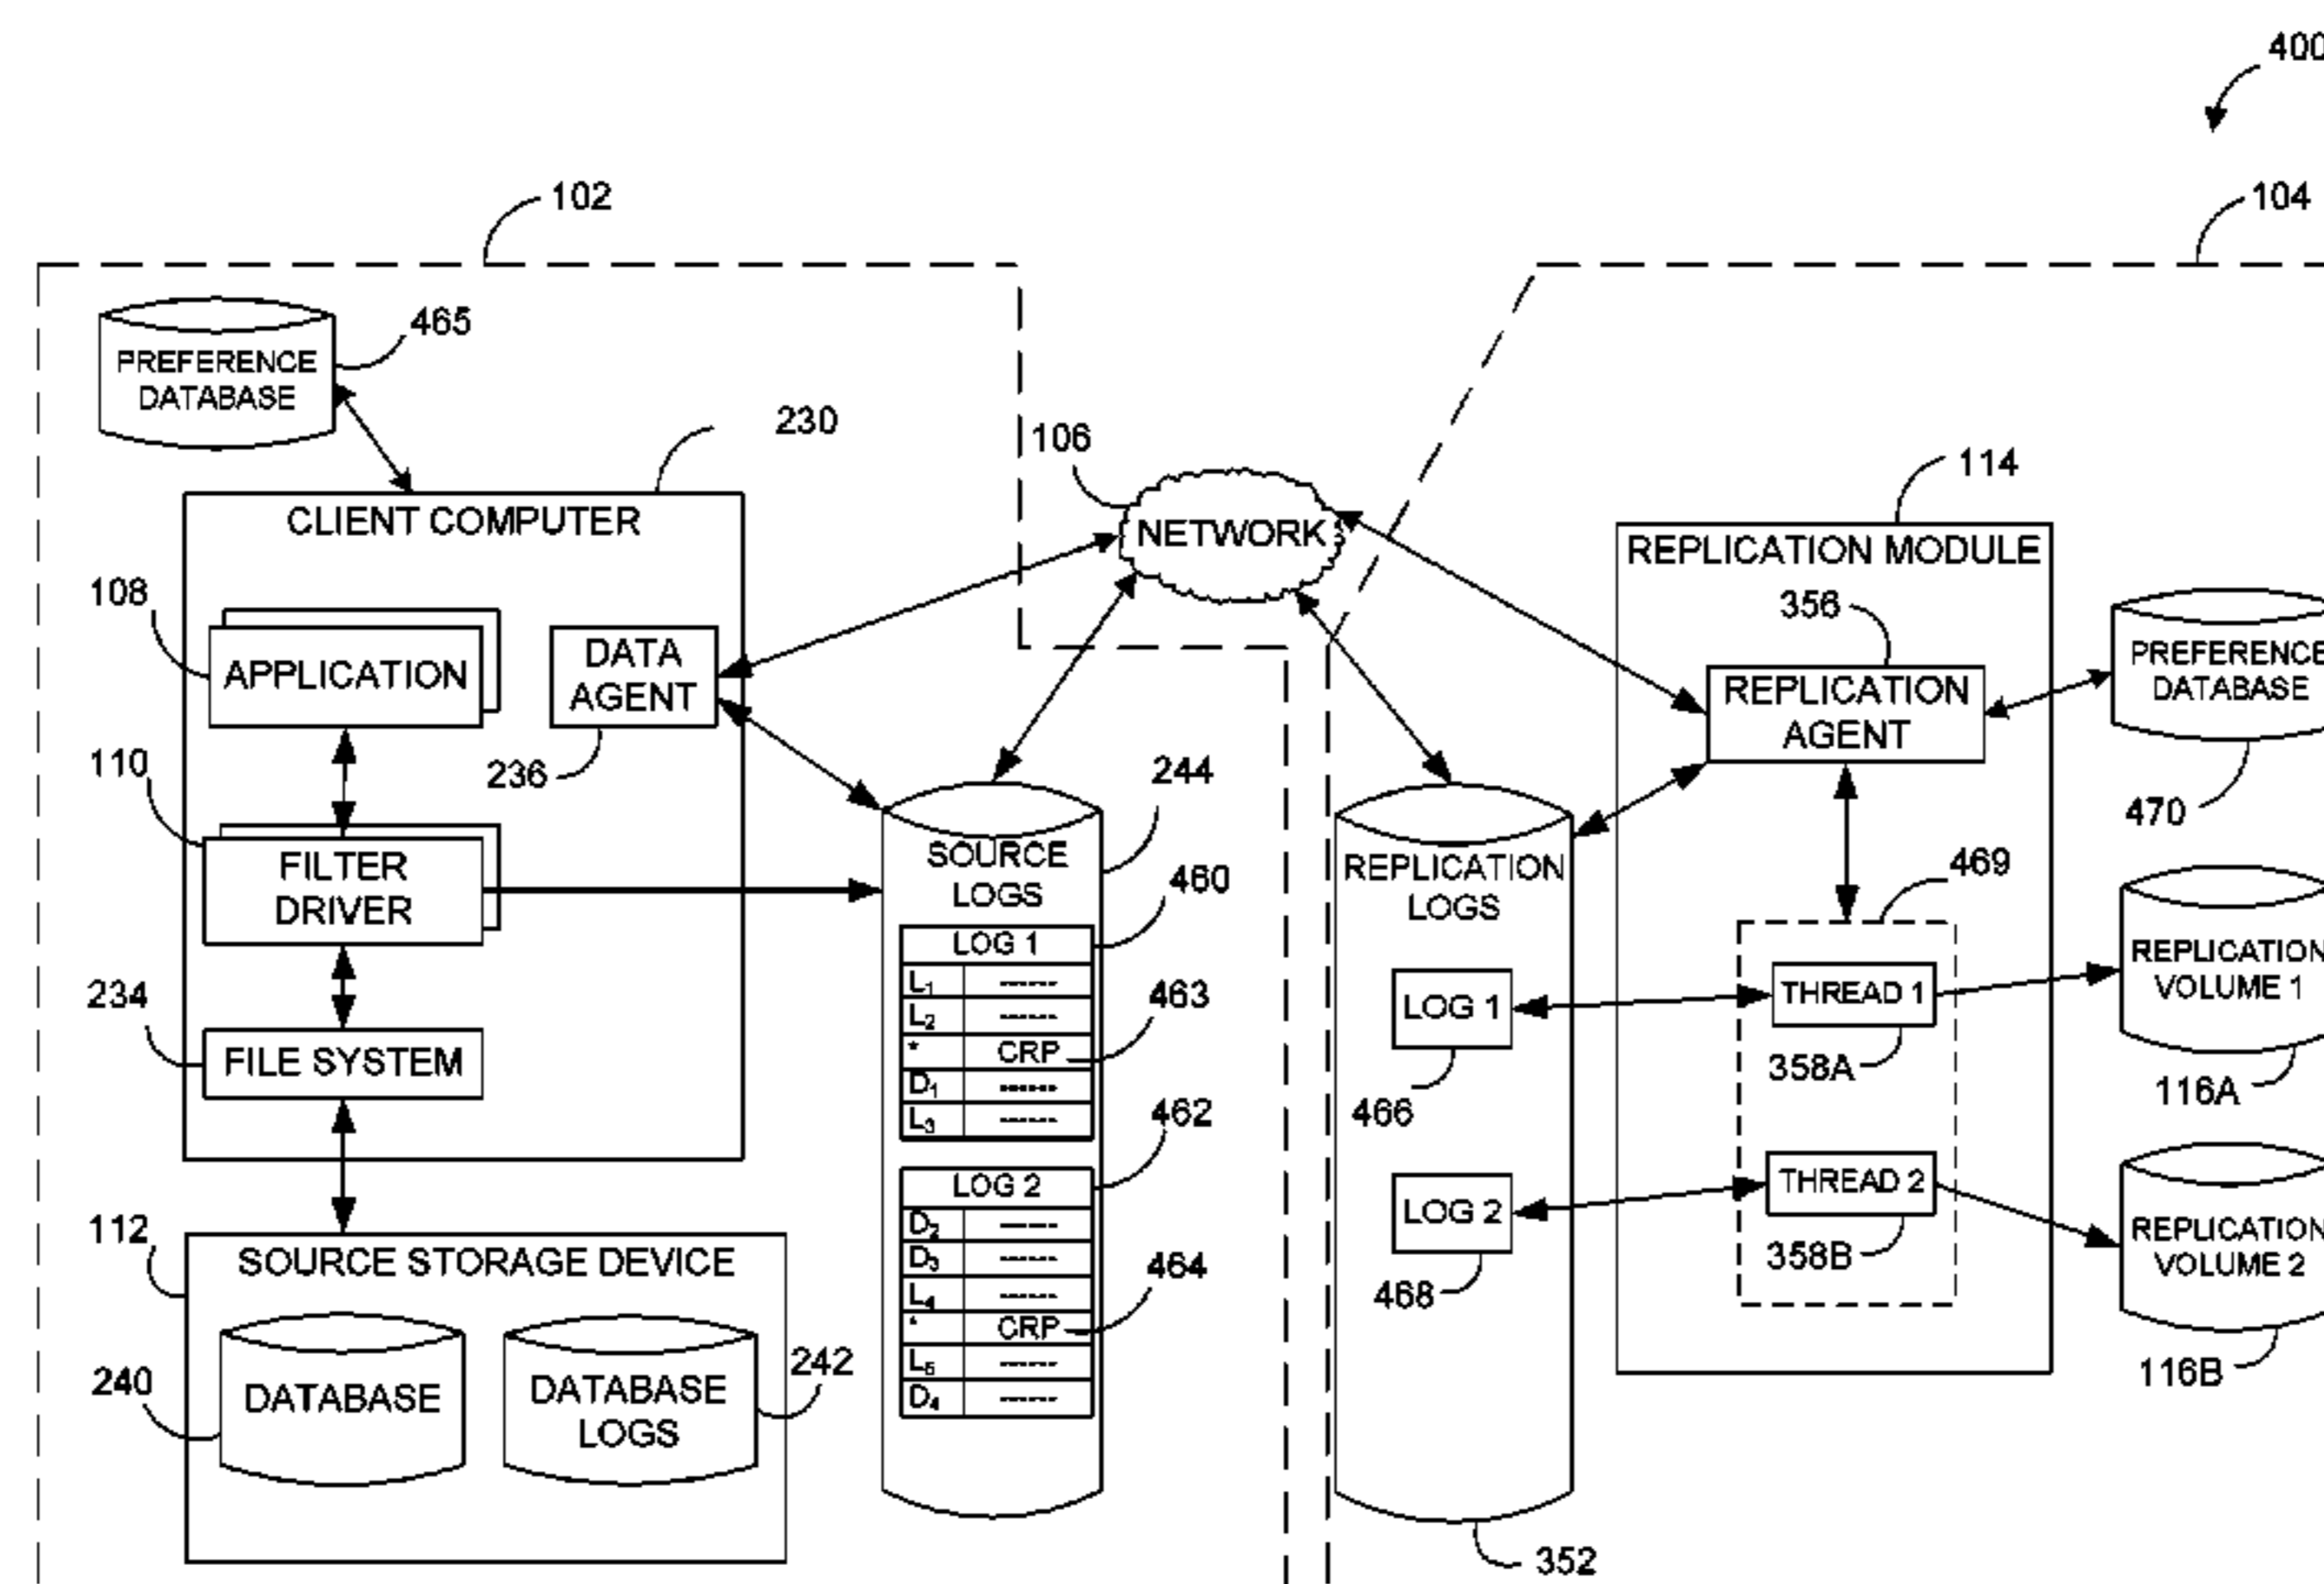 400
102
104
465
PREFERENCE
DATABASE
230
106
114
CLIENT COMPUTER
NETWORK
REPLICATION MODULE
108
356
APPLICATION
DATA
AGENT
REPLICATION
AGENT
PREFERENCE
DATABASE
110
236
244
470
FILTER
DRIVER
SOURCE
LOGS
460
REPLICATION
LOGS
469
LOG 1
L1 ------
L2 ------
* CRP
D1 ------
L3 ------
463
234
FILE SYSTEM
LOG 1
THREAD 1
REPLICATION
VOLUME 1
358A
466
116A
462
LOG 2
D2 ------
D3 ------
L4 ------
* CRP
L5 ------
D4 ------
464
LOG 2
THREAD 2
358B
468
REPLICATION
VOLUME 2
116B
112
SOURCE STORAGE DEVICE
240
DATABASE
DATABASE
LOGS
242
352